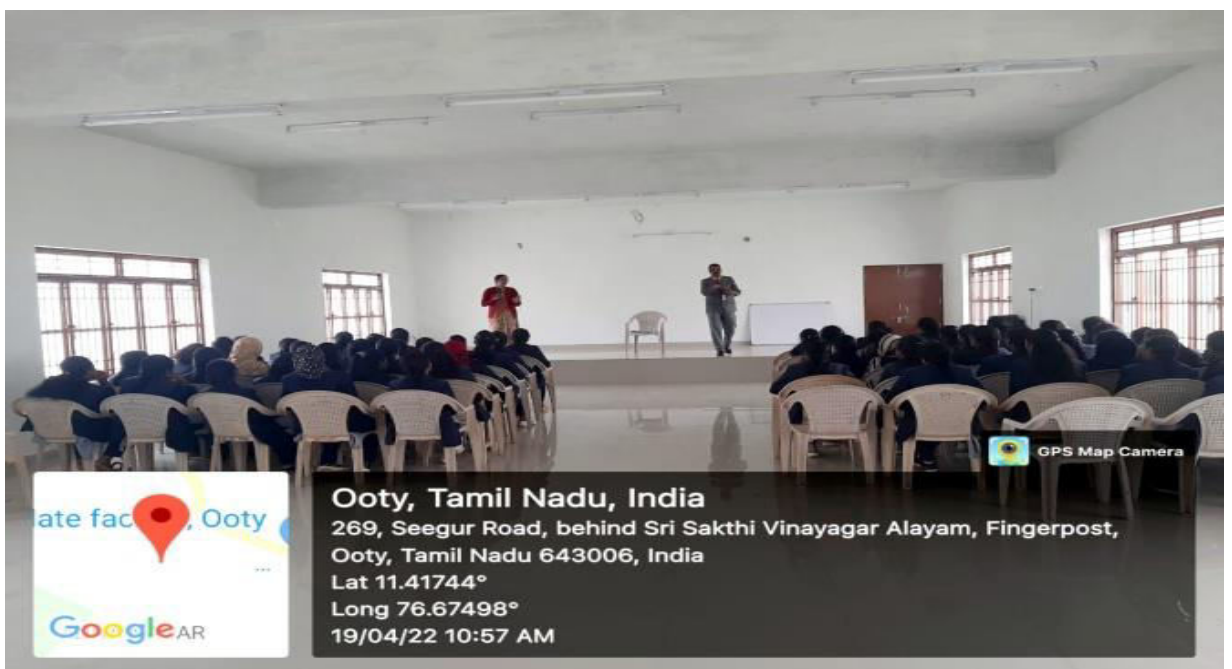 GPS Map Camera
ate fac
Ooty
Google AR
Ooty, Tamil Nadu, India
269, Seegur Road, behind Sri Sakthi Vinayagar Alayam, Fingerpost,
Ooty, Tamil Nadu 643006, India
Lat 11.41744°
Long 76.67498°
19/04/22 10:57 AM